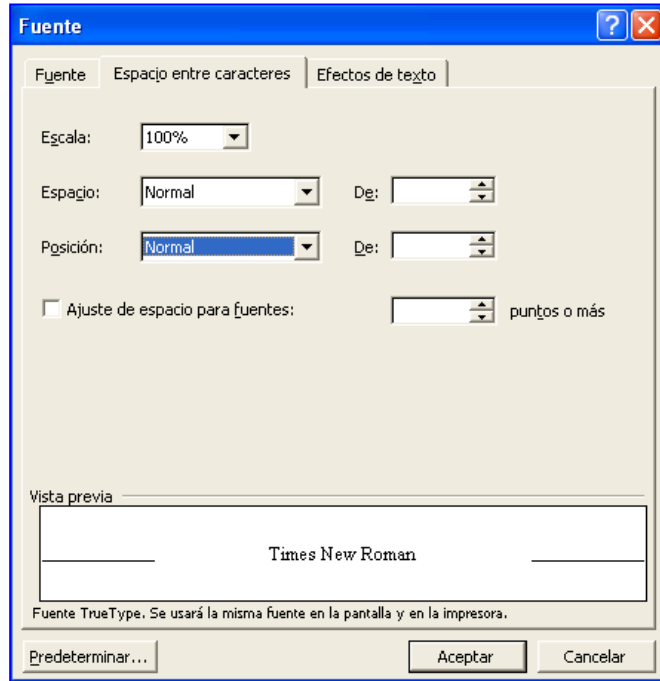 Fuente
Fuente Espacio entre caracteres Efectos de texto
Escala: 100%
Espacio: Normal De:
Posición: Normal De:
Ajuste de espacio para fuentes: puntos o más
Vista previa
Times New Roman
Fuente TrueType. Se usará la misma fuente en la pantalla y en la impresora.
Predeterminar... Aceptar Cancelar